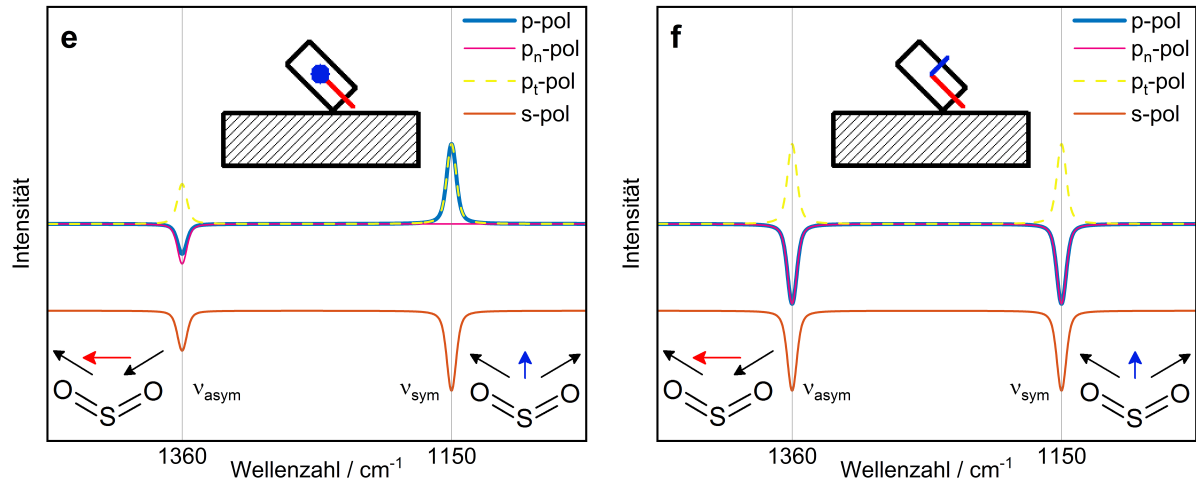 e
p-pol
pn-pol
pt-pol
s-pol
Intensität
O
O
S
νasym
νsym
O
O
S
1360
1150
Wellenzahl / cm-1
f
p-pol
pn-pol
pt-pol
s-pol
Intensität
O
O
S
νasym
νsym
O
O
S
1360
1150
Wellenzahl / cm-1